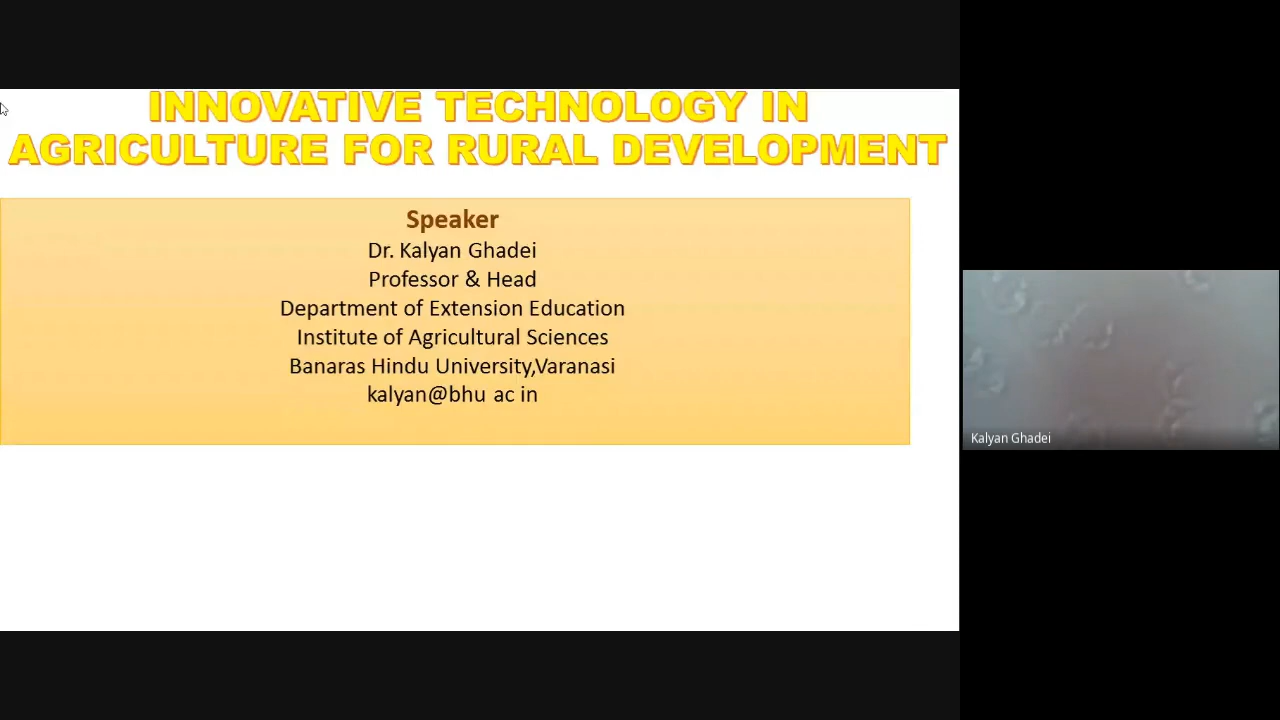 INNOVATIVE TECHNOLOGY IN
AGRICULTURE FOR RURAL DEVELOPMENT
Speaker
Dr. Kalyan Ghadei
Professor & Head
Department of Extension Education
Institute of Agricultural Sciences
Banaras Hindu University,Varanasi
kalyan@bhu ac in
Kalyan Ghadei